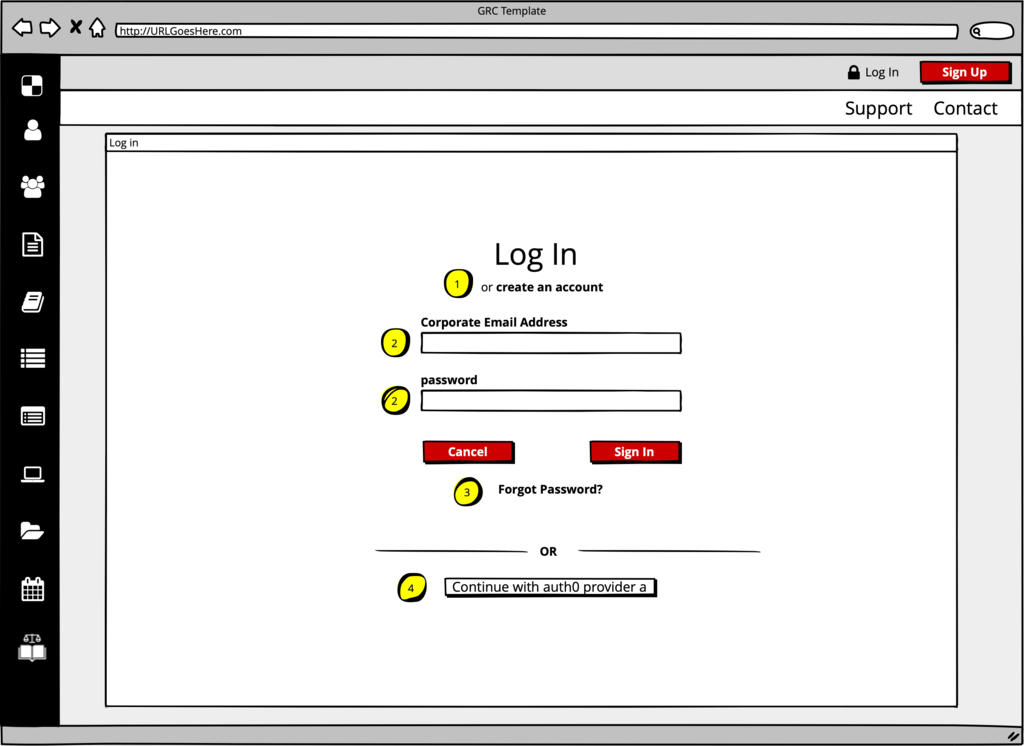 GRC Template
http://URLGoesHere.com
Log In
Sign Up
Support Contact
Log in
Log In
1 or create an account
Corporate Email Address
2
password
2
Cancel Sign In
3 Forgot Password?
OR
4 Continue with auth0 provider a